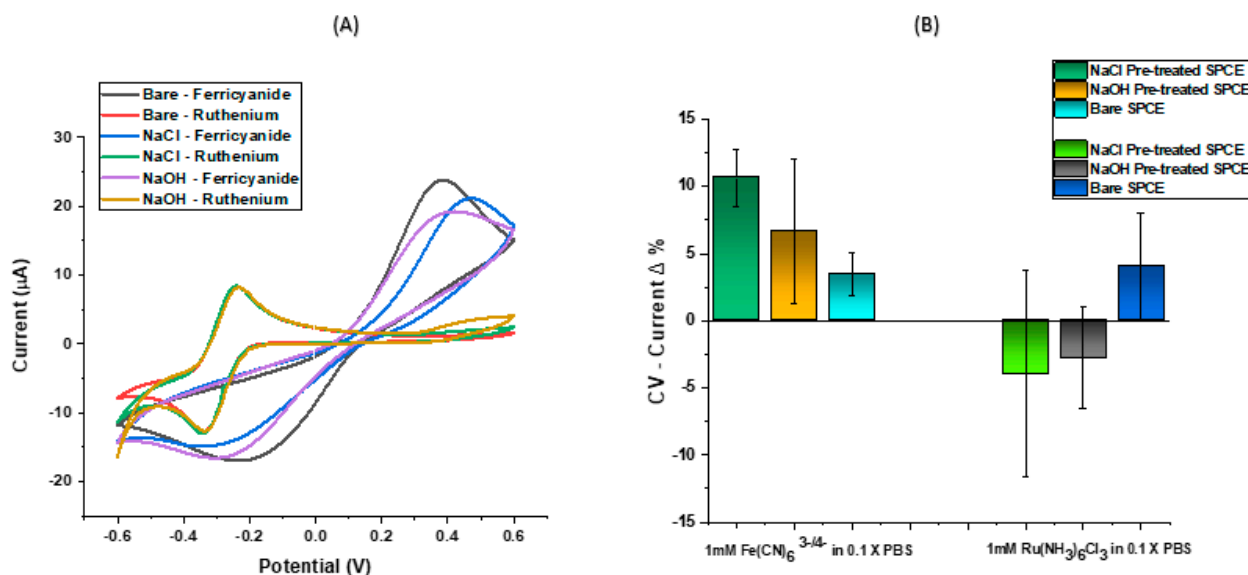 (A)
Bare - Ferricyanide
Bare - Ruthenium
NaCl - Ferricyanide
NaCl - Ruthenium
NaOH - Ferricyanide
NaOH - Ruthenium
30
20
10
0
-10
-20
Current (µA)
-0.6 -0.4 -0.2 0.0 0.2 0.4 0.6
Potential (V)
(B)
NaCl Pre-treated SPCE
NaOH Pre-treated SPCE
Bare SPCE
NaCl Pre-treated SPCE
NaOH Pre-treated SPCE
Bare SPCE
15
10
5
0
-5
-10
-15
CV - Current Δ %
1mM Fe(CN)6 3-/4- in 0.1 X PBS
1mM Ru(NH3)6Cl3 in 0.1 X PBS